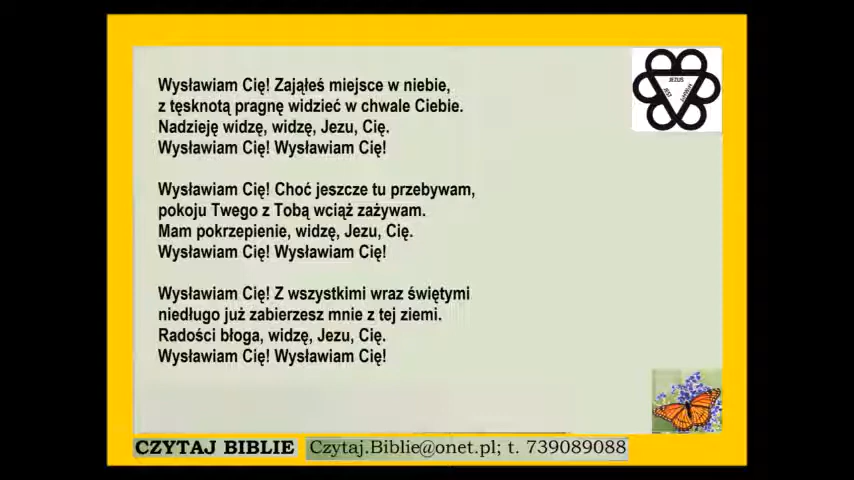 Wysławiam Cię! Zająłeś miejsce w niebie,
z tęsknotą pragnę widzieć w chwale Ciebie.
Nadzieję widzę, widzę, Jezu, Cię.
Wysławiam Cię! Wysławiam Cię!
Wysławiam Cię! Choć jeszcze tu przebywam,
pokoju Twego z Tobą wciąż zażywam.
Mam pokrzepienie, widzę, Jezu, Cię.
Wysławiam Cię! Wysławiam Cię!
Wysławiam Cię! Z wszystkimi wraz świętymi
niedługo już zabierzesz mnie z tej ziemi.
Radości błoga, widzę, Jezu, Cię.
Wysławiam Cię! Wysławiam Cię!
JEZUS
JEST
CZYTAJ BIBLIE
Czytaj.Biblie@onet.pl; t. 739089088